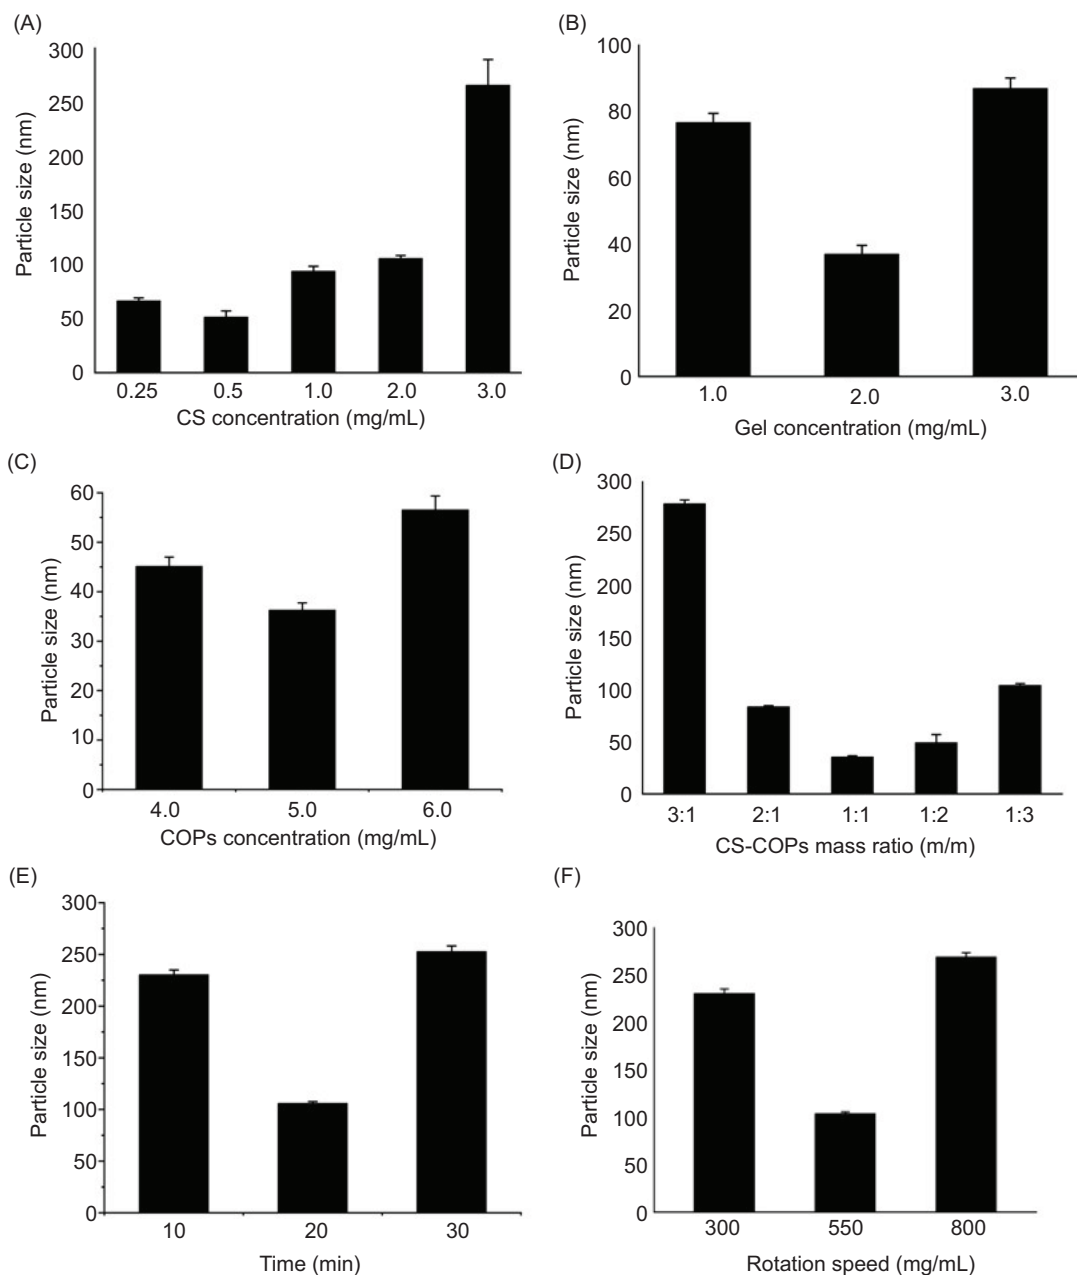 (A)
300
250
200
150
100
50
0
Particle size (nm)
0.25 0.5 1.0 2.0 3.0
CS concentration (mg/mL)
(B)
100
80
60
40
20
0
Particle size (nm)
1.0 2.0 3.0
Gel concentration (mg/mL)
(C)
60
50
40
30
20
10
0
Particle size (nm)
4.0 5.0 6.0
COPs concentration (mg/mL)
(D)
300
250
200
150
100
50
0
Particle size (nm)
3:1 2:1 1:1 1:2 1:3
CS-COPs mass ratio (m/m)
(E)
300
250
200
150
100
50
0
Particle size (nm)
10 20 30
Time (min)
(F)
300
250
200
150
100
50
0
Particle size (nm)
300 550 800
Rotation speed (mg/mL)